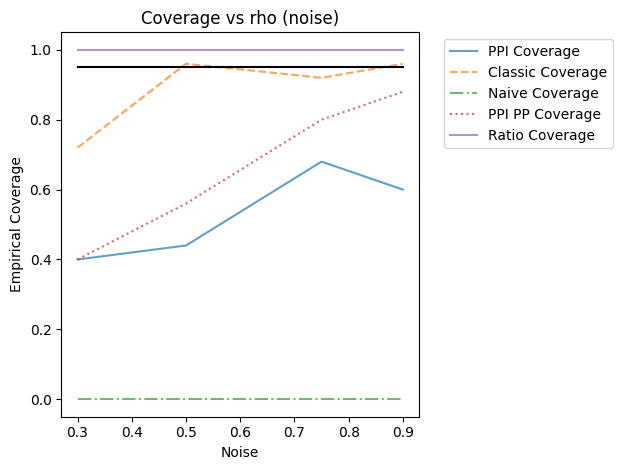 Coverage vs rho (noise)
PPI Coverage
Classic Coverage
Naive Coverage
PPI PP Coverage
Ratio Coverage
Empirical Coverage
1.0
0.8
0.6
0.4
0.2
0.0
0.3 0.4 0.5 0.6 0.7 0.8 0.9
Noise